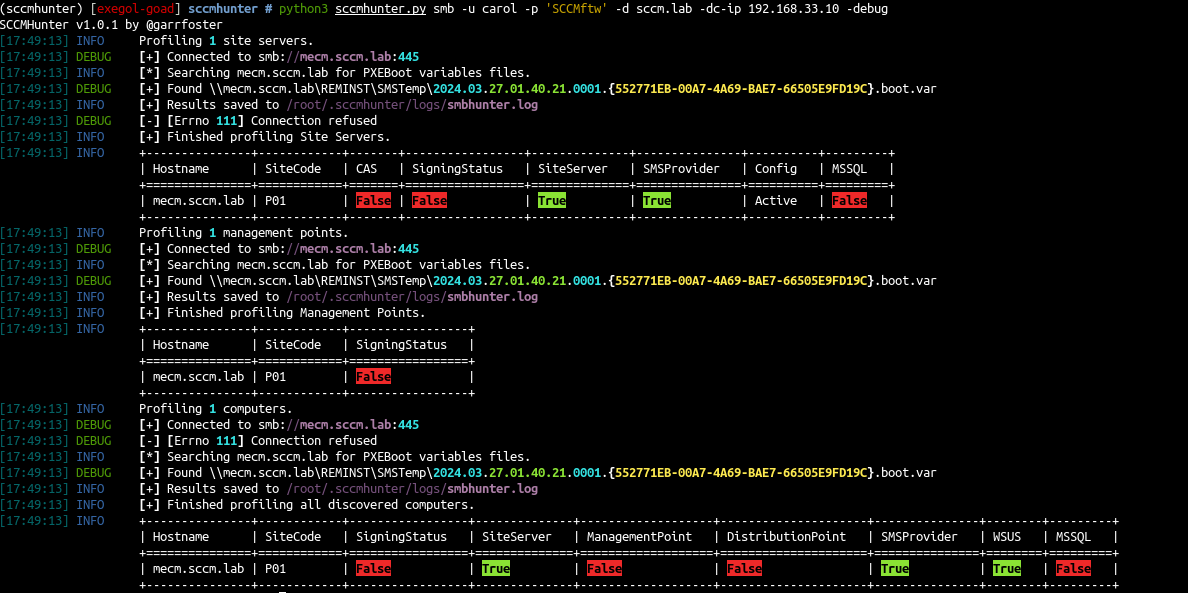 (sccmhunter) [exegol-goad] sccmhunter # python3 sccmhunter.py smb -u carol -p 'SCCMftw' -d sccm.lab -dc-ip 192.168.33.10 -debug
SCCMHunter v1.0.1 by @garrfoster
[17:49:13] INFO     Profiling 1 site servers.
[17:49:13] DEBUG    [+] Connected to smb://mecm.sccm.lab:445
[17:49:13] INFO     [*] Searching mecm.sccm.lab for PXEBoot variables files.
[17:49:13] DEBUG    [+] Found \\mecm.sccm.lab\REMINST\SMSTemp\2024.03.27.01.40.21.0001.{552771EB-00A7-4A69-BAE7-66505E9FD19C}.boot.var
[17:49:13] INFO     [+] Results saved to /root/.sccmhunter/logs/smbhunter.log
[17:49:13] DEBUG    [-] [Errno 111] Connection refused
[17:49:13] INFO     [+] Finished profiling Site Servers.
[17:49:13] INFO     +---------------+------------+-------+-----------------+--------------+---------------+----------+---------+
| Hostname      | SiteCode   | CAS   | SigningStatus   | SiteServer   | SMSProvider   | Config   | MSSQL   |
+===============+============+=======+=================+==============+===============+==========+=========+
| mecm.sccm.lab | P01        | False | False           | True         | True          | Active   | False   |
+---------------+------------+-------+-----------------+--------------+---------------+----------+---------+
[17:49:13] INFO     Profiling 1 management points.
[17:49:13] DEBUG    [+] Connected to smb://mecm.sccm.lab:445
[17:49:13] INFO     [*] Searching mecm.sccm.lab for PXEBoot variables files.
[17:49:13] DEBUG    [+] Found \\mecm.sccm.lab\REMINST\SMSTemp\2024.03.27.01.40.21.0001.{552771EB-00A7-4A69-BAE7-66505E9FD19C}.boot.var
[17:49:13] INFO     [+] Results saved to /root/.sccmhunter/logs/smbhunter.log
[17:49:13] INFO     [+] Finished profiling Management Points.
[17:49:13] INFO     +---------------+------------+-----------------+
| Hostname      | SiteCode   | SigningStatus   |
+===============+============+=================+
| mecm.sccm.lab | P01        | False           |
+---------------+------------+-----------------+
[17:49:13] INFO     Profiling 1 computers.
[17:49:13] DEBUG    [+] Connected to smb://mecm.sccm.lab:445
[17:49:13] DEBUG    [-] [Errno 111] Connection refused
[17:49:13] INFO     [*] Searching mecm.sccm.lab for PXEBoot variables files.
[17:49:13] DEBUG    [+] Found \\mecm.sccm.lab\REMINST\SMSTemp\2024.03.27.01.40.21.0001.{552771EB-00A7-4A69-BAE7-66505E9FD19C}.boot.var
[17:49:13] INFO     [+] Results saved to /root/.sccmhunter/logs/smbhunter.log
[17:49:13] INFO     [+] Finished profiling all discovered computers.
[17:49:13] INFO     +---------------+------------+-----------------+--------------+-------------------+---------------------+---------------+--------+---------+
| Hostname      | SiteCode   | SigningStatus   | SiteServer   | ManagementPoint   | DistributionPoint   | SMSProvider   | WSUS   | MSSQL   |
+===============+============+=================+==============+===================+=====================+===============+========+=========+
| mecm.sccm.lab | P01        | False           | True         | False             | False               | True          | True   | False   |
+---------------+------------+-----------------+--------------+-------------------+---------------------+---------------+--------+---------+